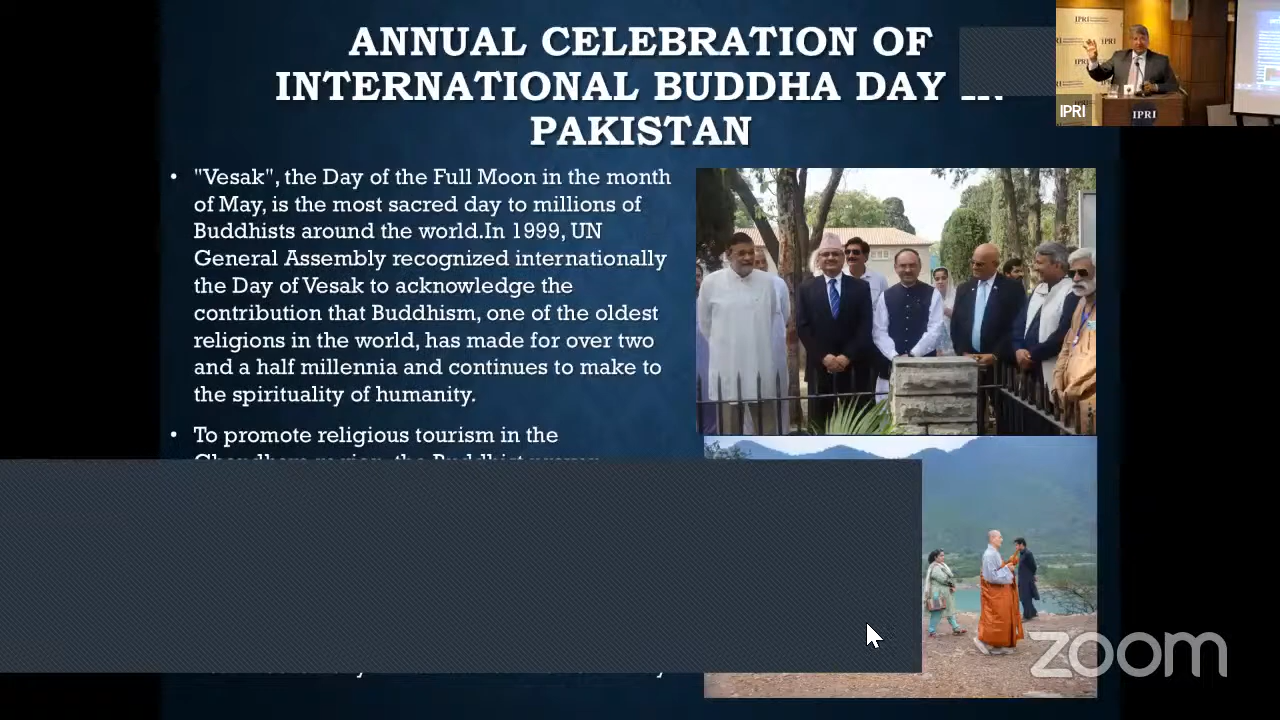 ANNUAL CELEBRATION OF
INTERNATIONAL BUDDHA DAY IN
PAKISTAN
IPRI
IPRI
IPRI
• "Vesak", the Day of the Full Moon in the month
of May, is the most sacred day to millions of
Buddhists around the world.In 1999, UN
General Assembly recognized internationally
the Day of Vesak to acknowledge the
contribution that Buddhism, one of the oldest
religions in the world, has made for over two
and a half millennia and continues to make to
the spirituality of humanity.
• To promote religious tourism in the
zoom